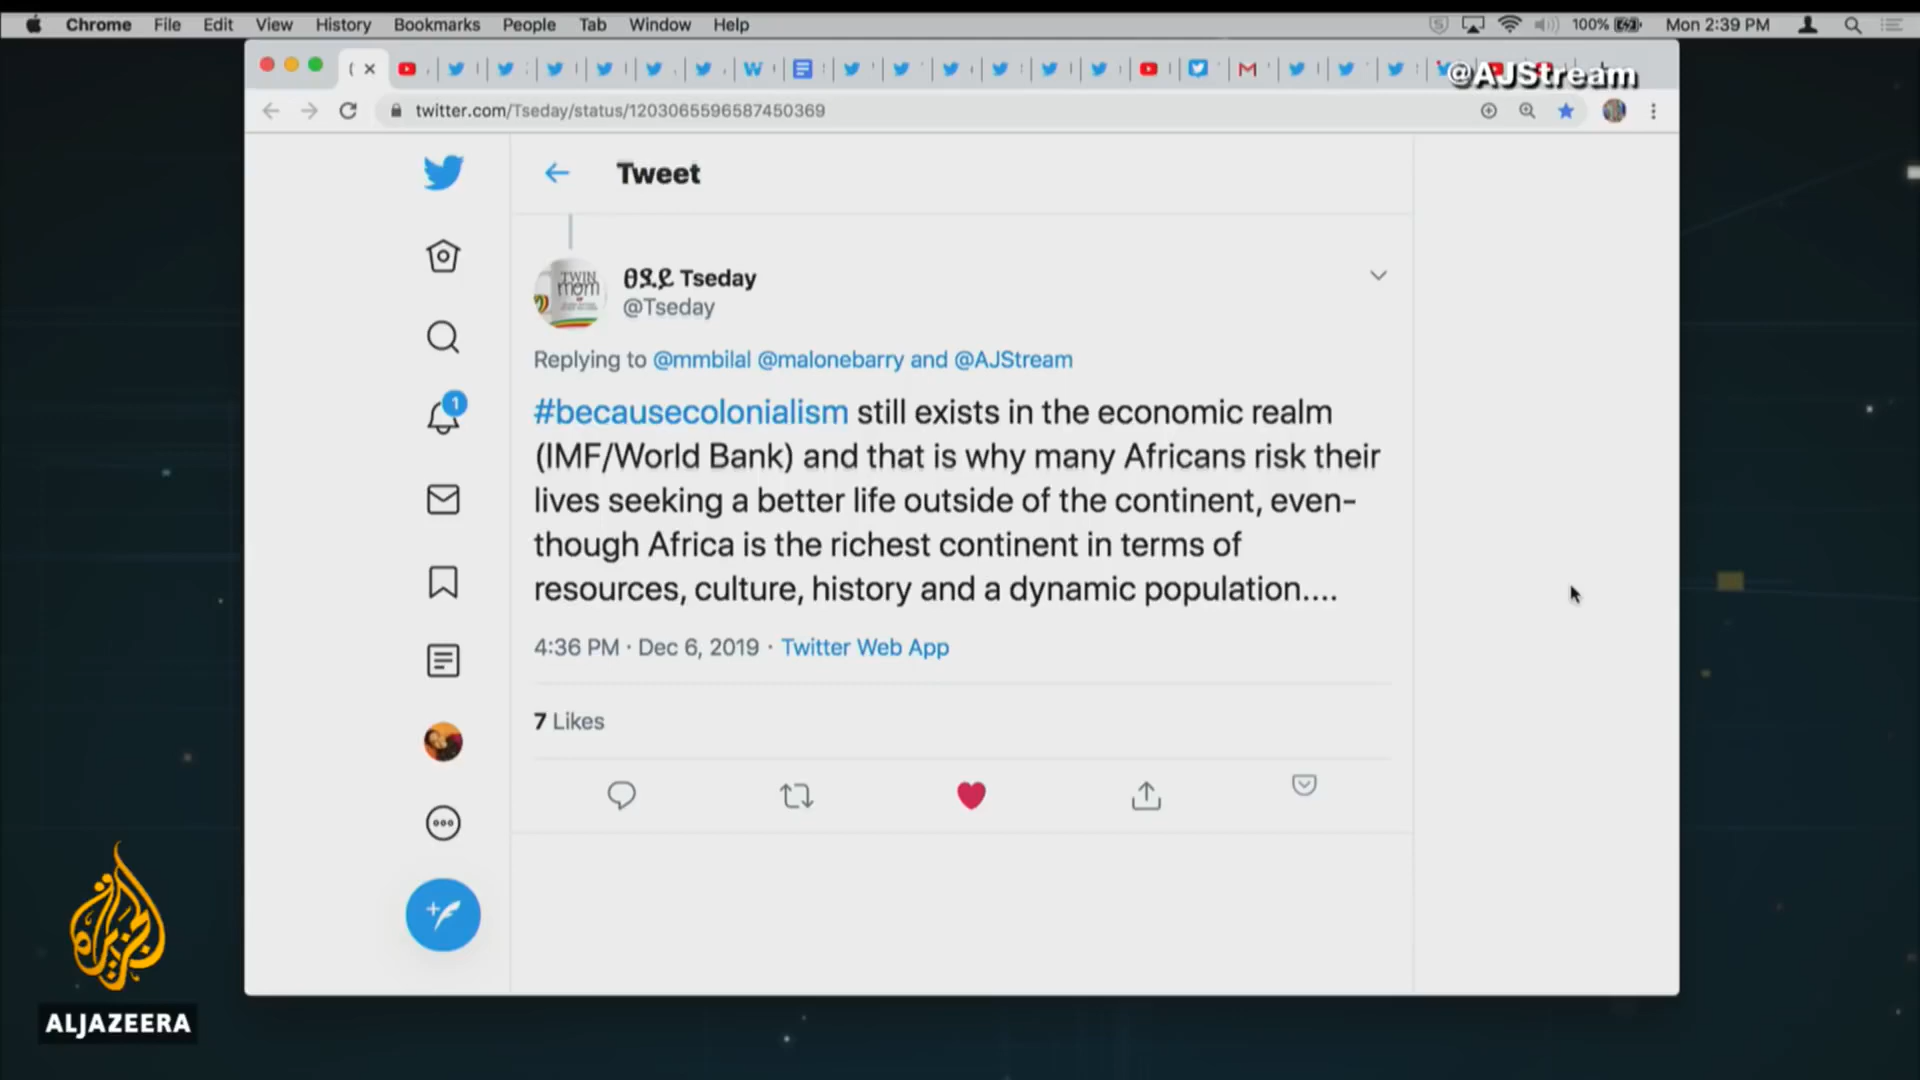 Chrome File Edit View History Bookmarks People Tab Window Help
100%
Mon 2:39 PM
@AJStream
twitter.com/Tseday/status/1203065596587450369
Tweet
TWIN
mom
ፀዳይ Tseday
@Tseday
Replying to @mmbilal @malonebarry and @AJStream
#becausecolonialism still exists in the economic realm
(IMF/World Bank) and that is why many Africans risk their
lives seeking a better life outside of the continent, even-
though Africa is the richest continent in terms of
resources, culture, history and a dynamic population....
1
4:36 PM · Dec 6, 2019 · Twitter Web App
7 Likes
الجزيرة
ALJAZEERA